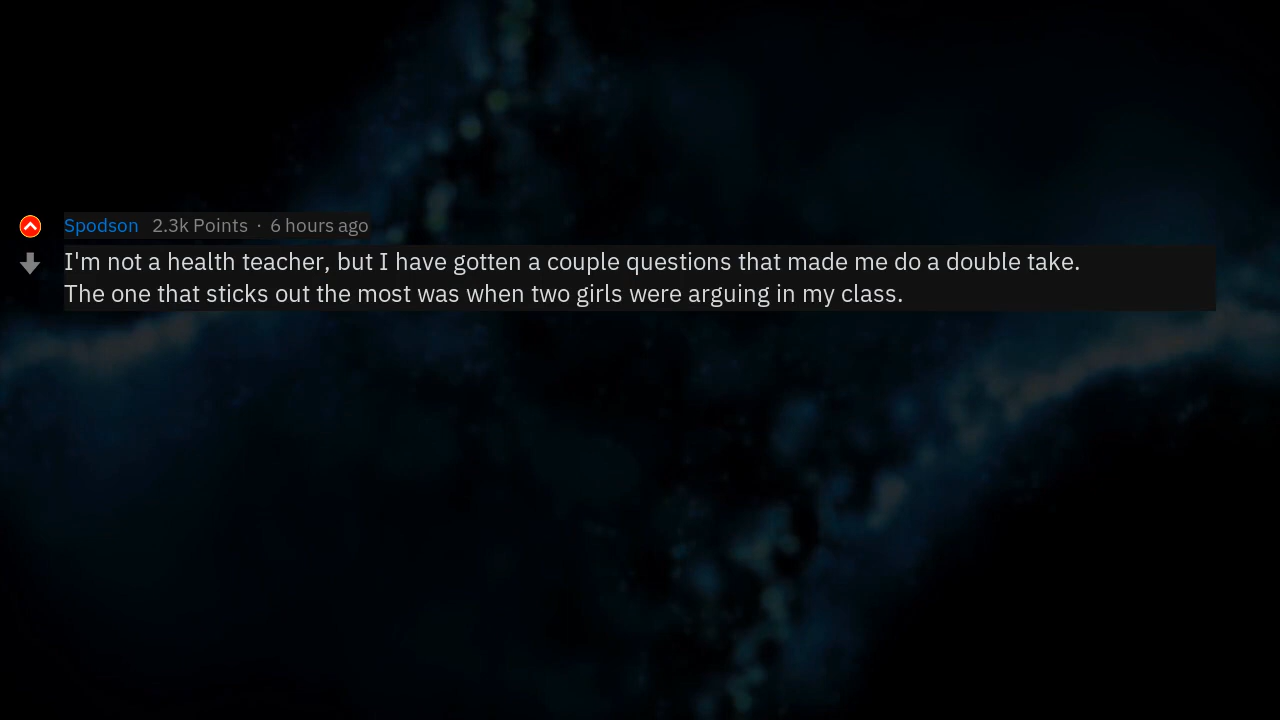 Spodson 2.3k Points · 6 hours ago
I'm not a health teacher, but I have gotten a couple questions that made me do a double take.
The one that sticks out the most was when two girls were arguing in my class.